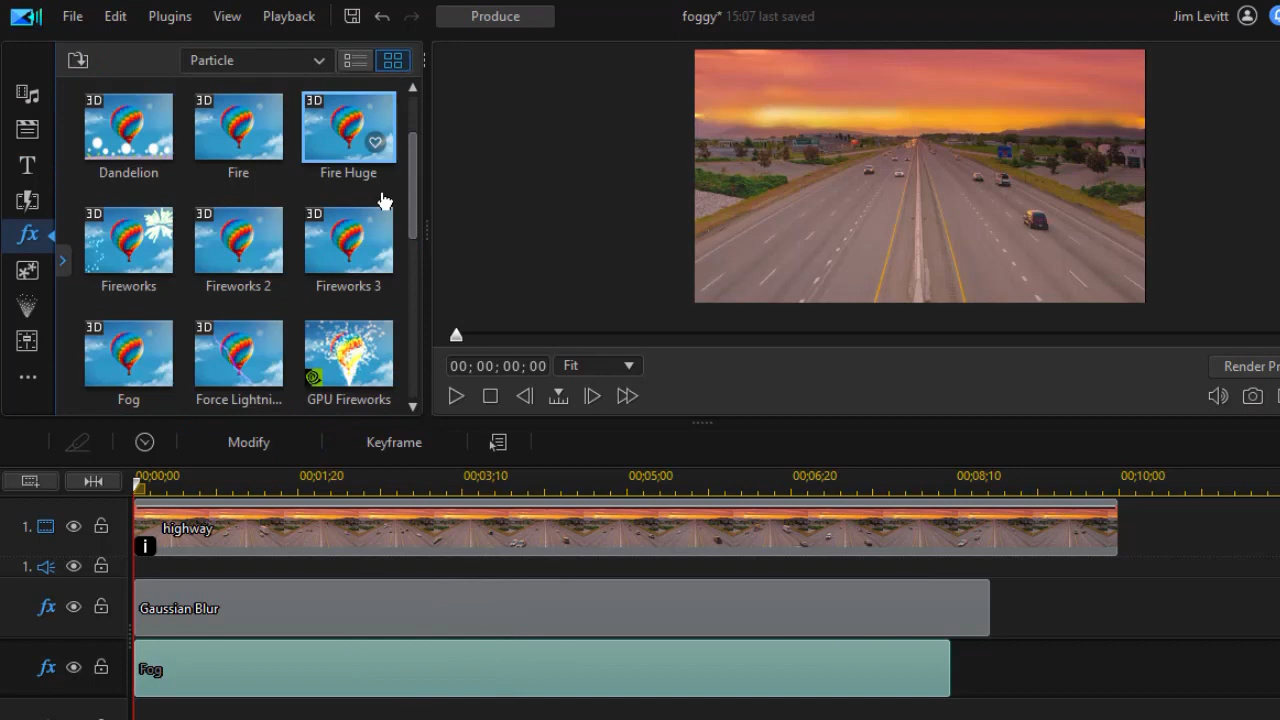 File Edit Plugins View Playback Produce foggy* 15:07 last saved Jim Levitt
Particle
3D 3D 3D
Dandelion Fire Fire Huge
3D 3D 3D
Fireworks Fireworks 2 Fireworks 3
3D 3D
Fog Force Lightni... GPU Fireworks
00; 00; 00; 00 Fit Render Pr
Modify Keyframe
00;00;00 00;01;20 00;03;10 00;05;00 00;06;20 00;08;10 00;10;00
1. highway
i
1.
fx Gaussian Blur
fx Fog